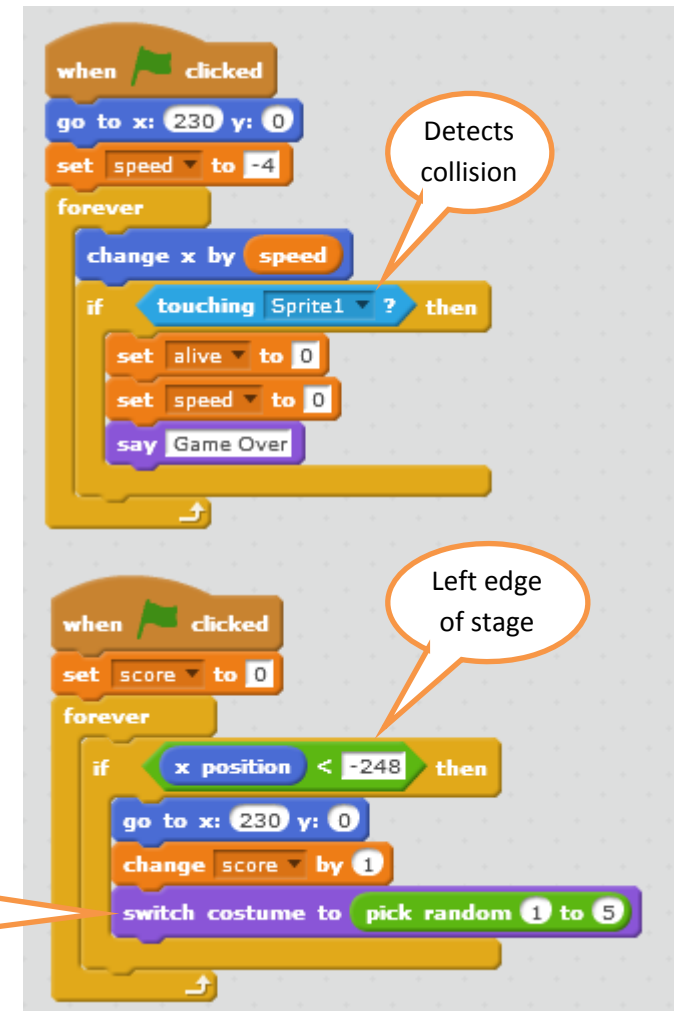 when clicked
go to x: 230 y: 0
Detects
collision
set speed to -4
forever
change x by speed
if touching Sprite1 ? then
set alive to 0
set speed to 0
say Game Over
when clicked
Left edge
of stage
set score to 0
forever
if x position < -248 then
go to x: 230 y: 0
change score by 1
switch costume to pick random 1 to 5